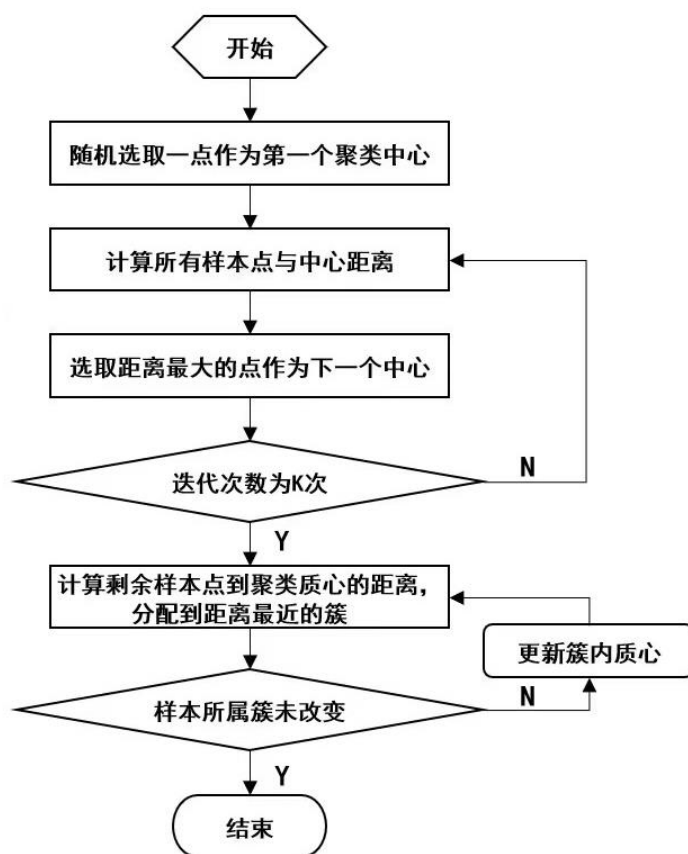 开始
随机选取一点作为第一个聚类中心
计算所有样本点与中心距离
选取距离最大的点作为下一个中心
迭代次数为K次
N
Y
计算剩余样本点到聚类质心的距离,
分配到距离最近的簇
更新簇内质心
样本所属簇未改变
N
Y
结束